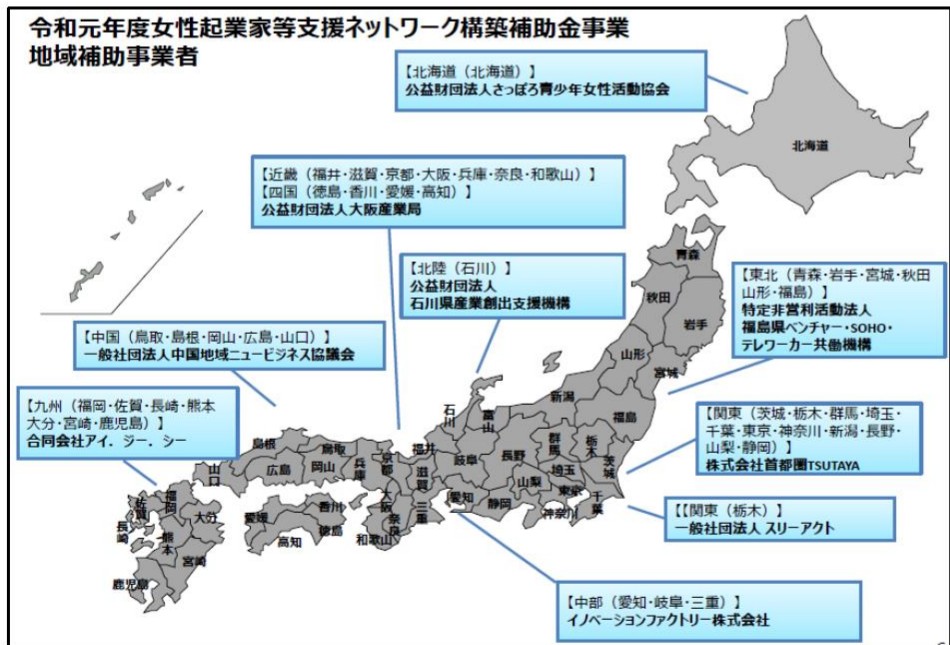 令和元年度女性起業家等支援ネットワーク構築補助金事業
地域補助事業者
【北海道（北海道）】
公益財団法人さっぽろ青少年女性活動協会
北海道
【近畿（福井・滋賀・京都・大阪・兵庫・奈良・和歌山）】
【四国（徳島・香川・愛媛・高知）】
公益財団法人大阪産業局
【北陸（石川）】
公益財団法人
石川県産業創出支援機構
【東北（青森・岩手・宮城・秋田
山形・福島）】
特定非営利活動法人
福島県ベンチャー・SOHO・
テレワーカー共働機構
【中国（鳥取・島根・岡山・広島・山口）】
一般社団法人中国地域ニュービジネス協議会
【九州（福岡・佐賀・長崎・熊本
大分・宮崎・鹿児島）】
合同会社アイ．ジー．シー
【関東（茨城・栃木・群馬・埼玉・
千葉・東京・神奈川・新潟・長野・
山梨・静岡）】
株式会社首都圏TSUTAYA
【【関東（栃木）】
一般社団法人 スリーアクト
【中部（愛知・岐阜・三重）】
イノベーションファクトリー株式会社
青森
秋田
岩手
山形
宮城
新潟
福島
石川
富山
群馬
栃木
茨城
福井
岐阜
長野
埼玉
山梨
東京
千葉
神奈川
静岡
愛知
滋賀
三重
京都
大阪
奈良
和歌山
兵庫
鳥取
岡山
島根
広島
山口
香川
徳島
愛媛
高知
福岡
佐賀
長崎
大分
熊本
宮崎
鹿児島